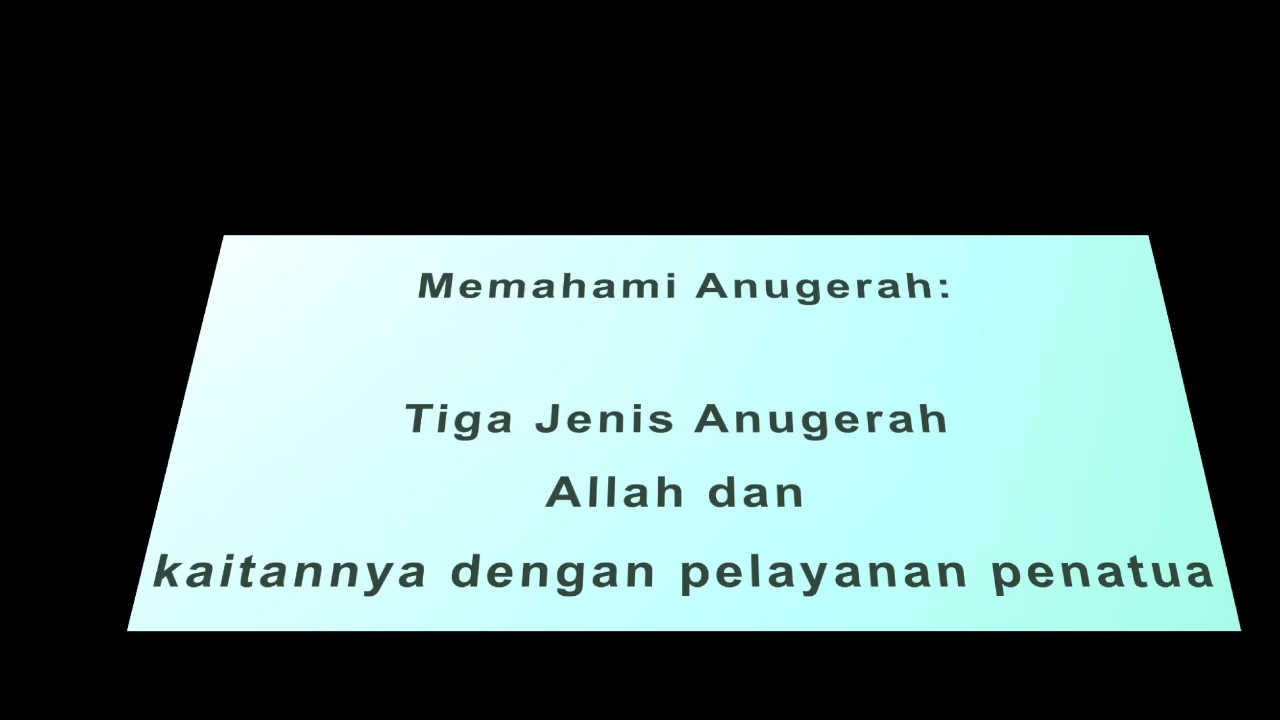 Memahami Anugerah:
Tiga Jenis Anugerah
Allah dan
kaitannya dengan pelayanan penatua